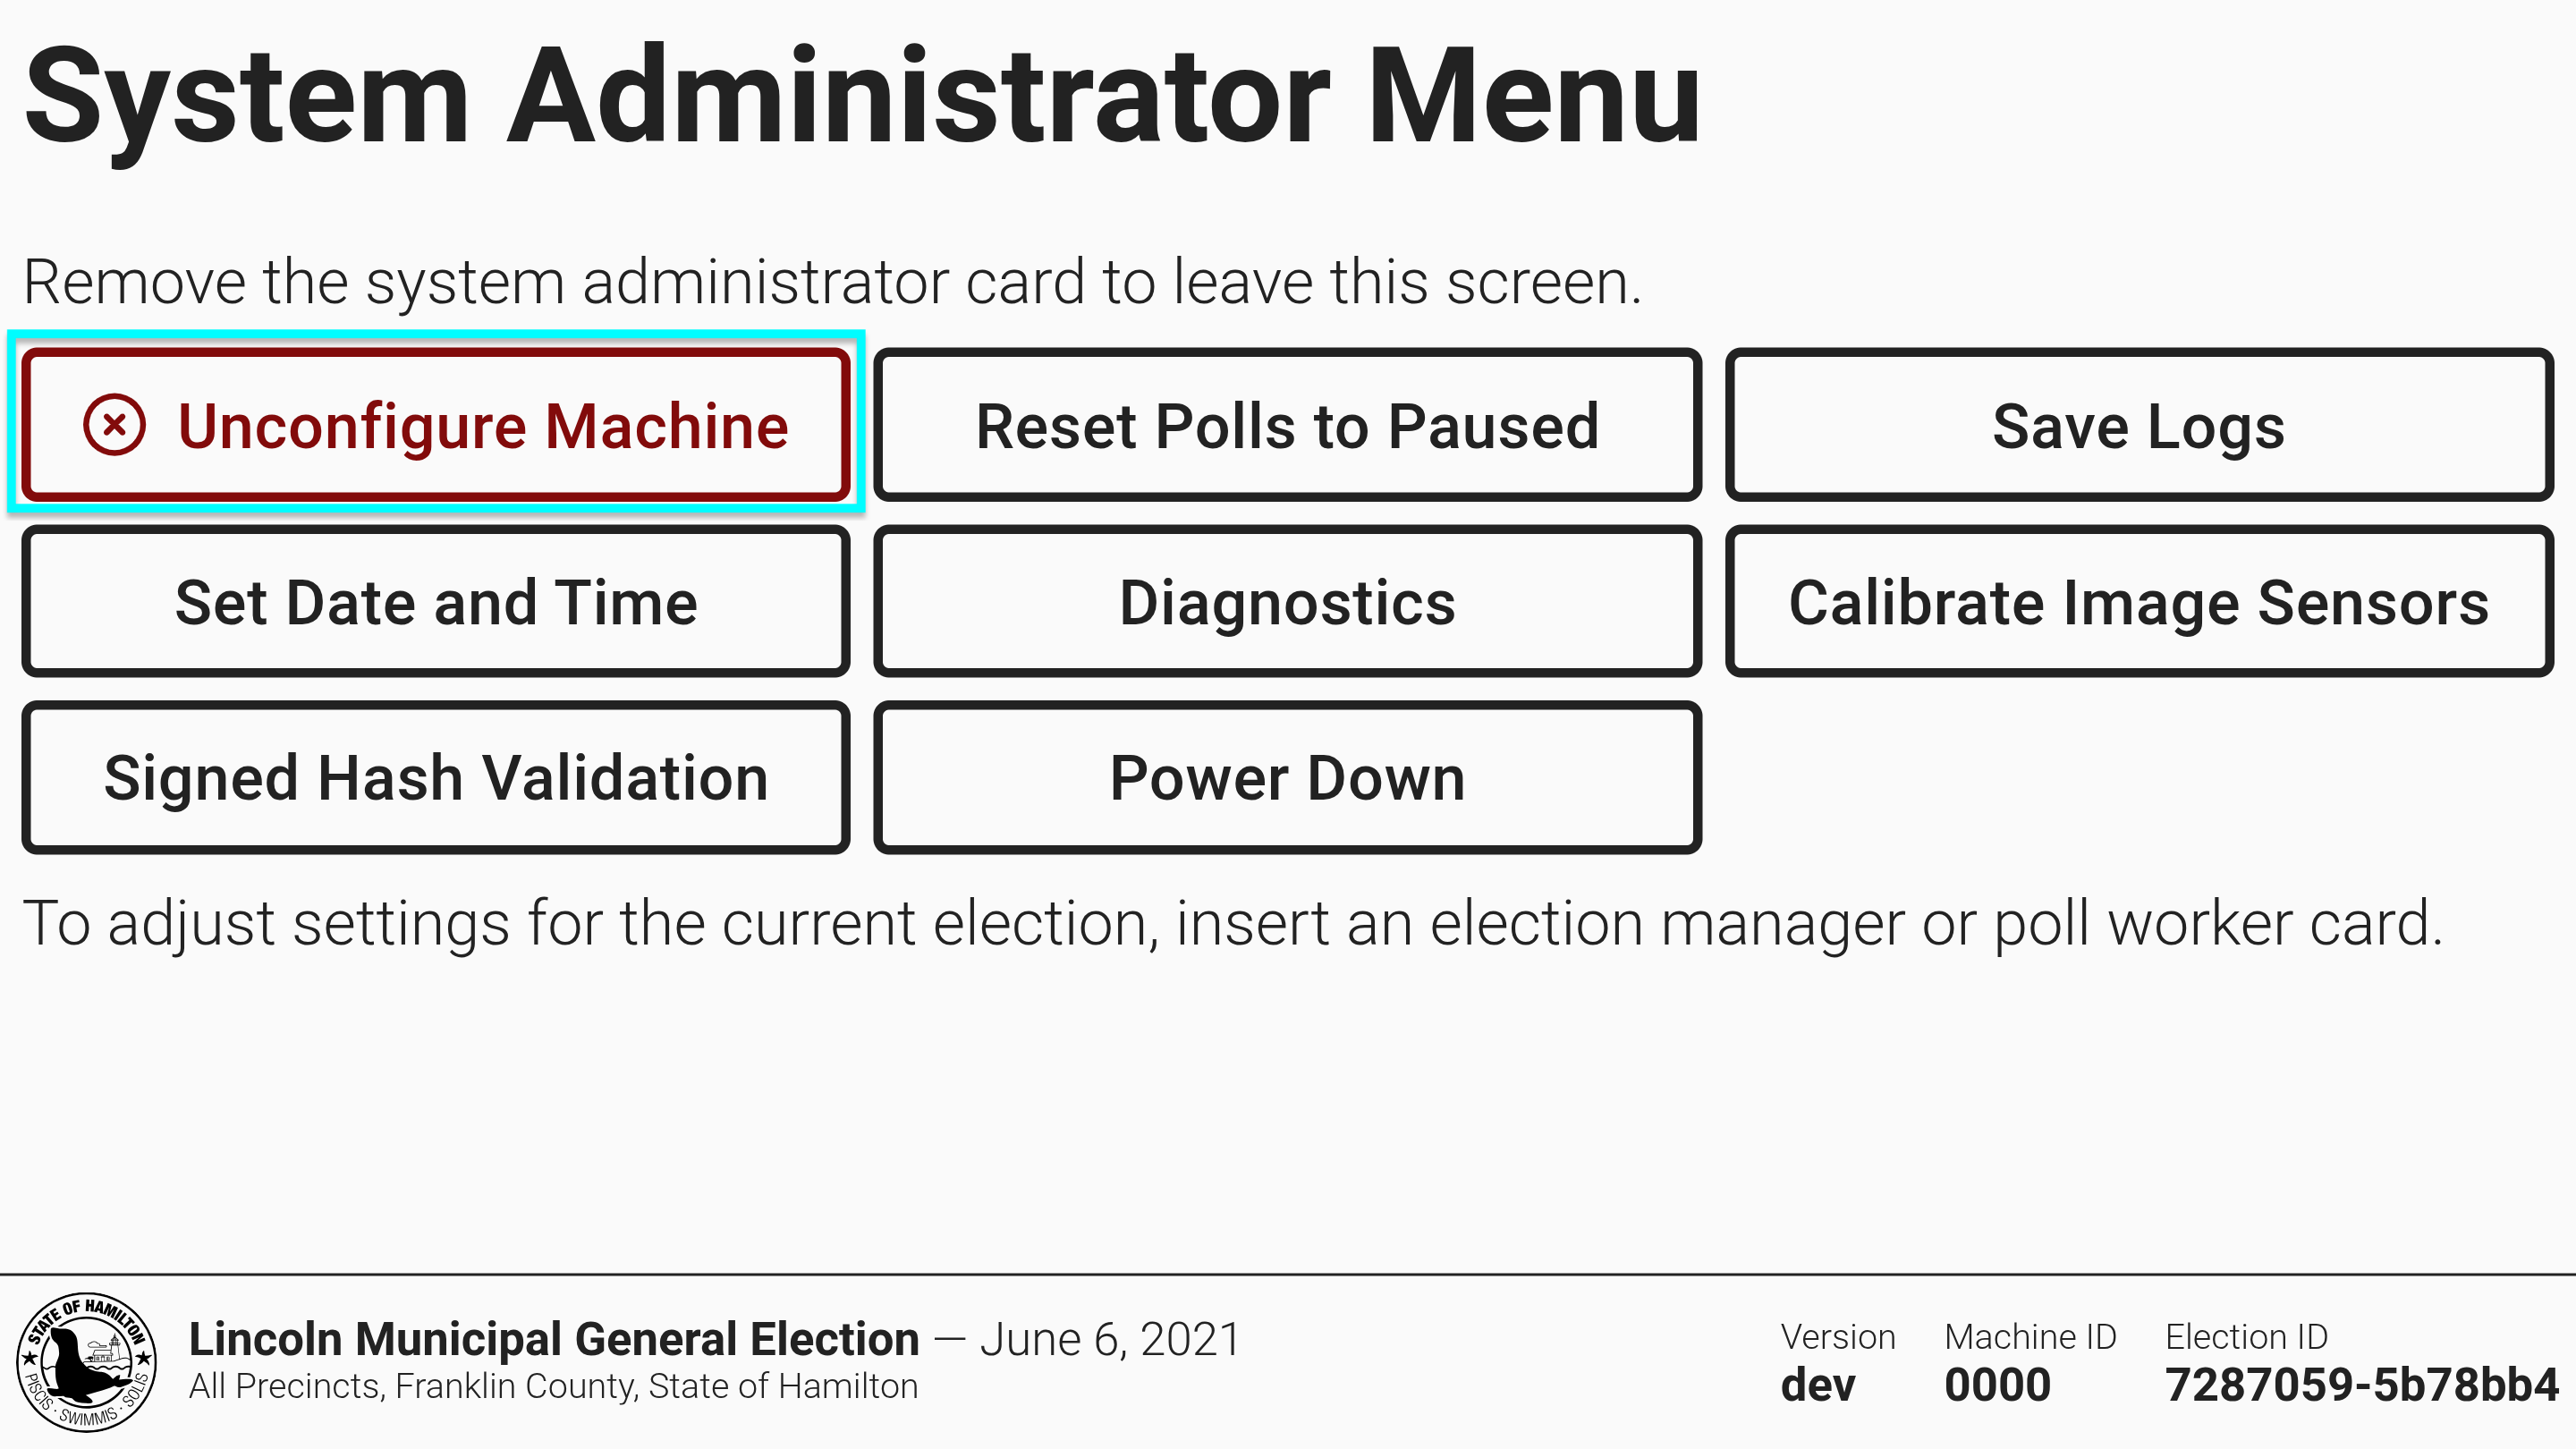 System Administrator Menu
Remove the system administrator card to leave this screen.
Unconfigure Machine
Reset Polls to Paused
Save Logs
Set Date and Time
Diagnostics
Calibrate Image Sensors
Signed Hash Validation
Power Down
To adjust settings for the current election, insert an election manager or poll worker card.
STATE OF HAMILTON
PISCIS · SWIMMIS · SOLIS
Lincoln Municipal General Election — June 6, 2021
All Precincts, Franklin County, State of Hamilton
Version
dev
Machine ID
0000
Election ID
7287059-5b78bb4